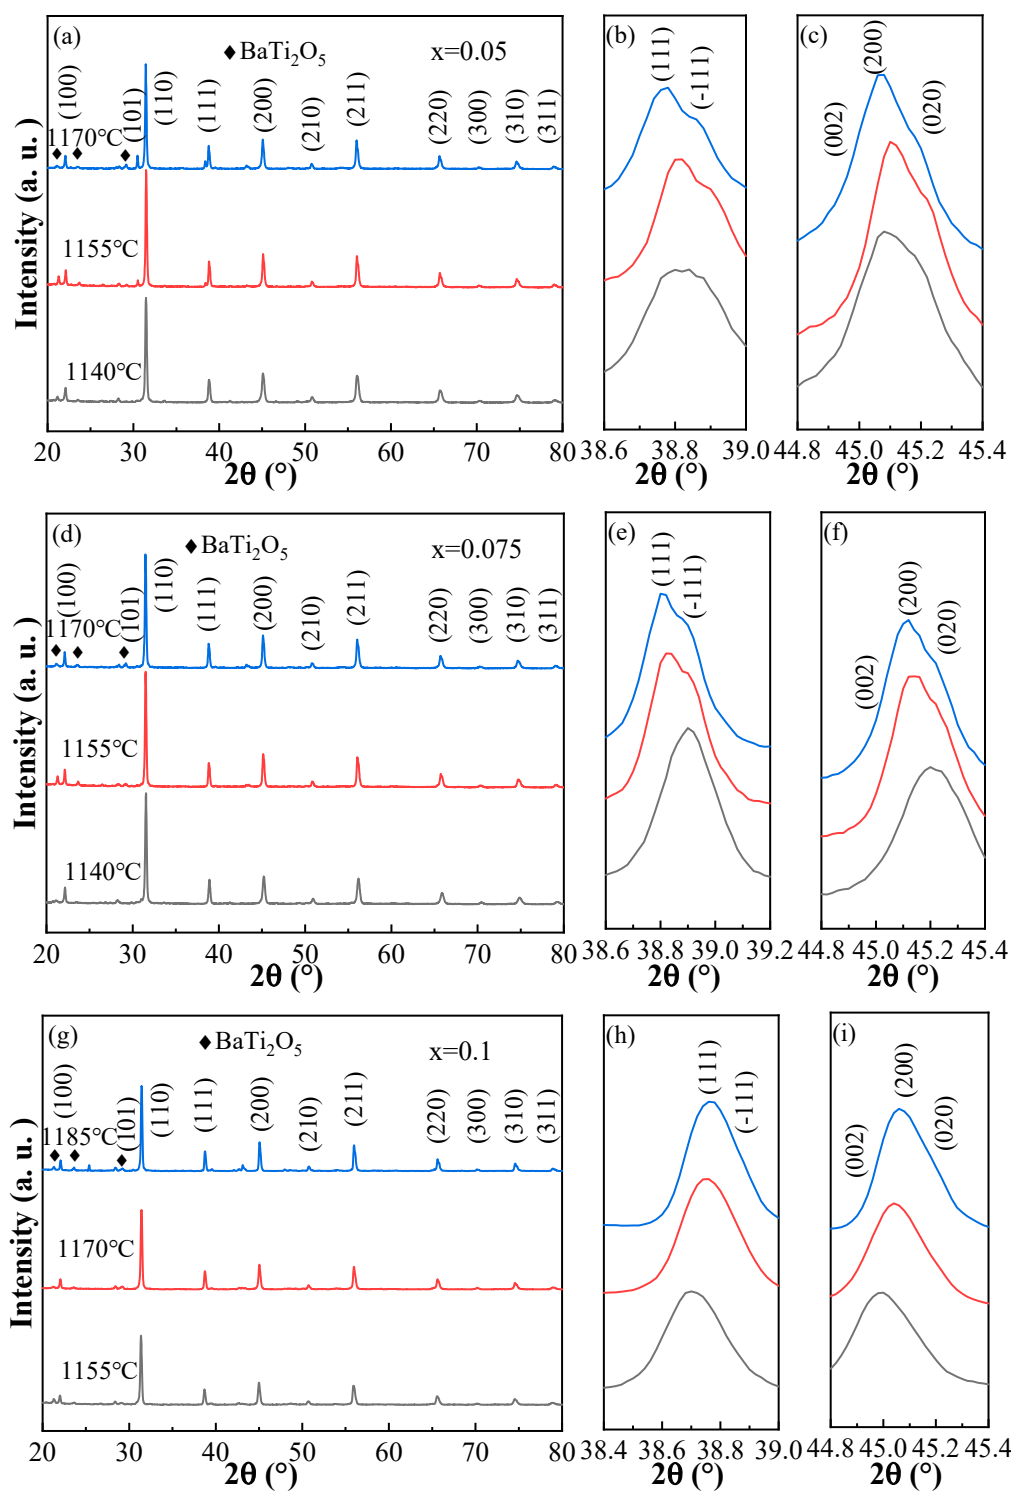 (a)
BaTi₂O₅
x=0.05
(100)
(101)
(110)
(111)
(200)
(210)
(211)
(220)
(300)
(310)
(311)
1170℃
1155℃
1140℃
Intensity (a. u.)
20 30 40 50 60 70 80
2θ (°)
(b)
(111)
(-111)
38.6 38.8 39.0
2θ (°)
(c)
(002)
(200)
(020)
44.8 45.0 45.2 45.4
2θ (°)
(d)
BaTi₂O₅
x=0.075
(100)
(101)
(110)
(111)
(200)
(210)
(211)
(220)
(300)
(310)
(311)
1170℃
1155℃
1140℃
Intensity (a. u.)
20 30 40 50 60 70 80
2θ (°)
(e)
(111)
(-111)
38.6 38.8 39.0 39.2
2θ (°)
(f)
(002)
(200)
(020)
44.8 45.0 45.2 45.4
2θ (°)
(g)
BaTi₂O₅
x=0.1
(100)
(101)
(110)
(111)
(200)
(210)
(211)
(220)
(300)
(310)
(311)
1185℃
1170℃
1155℃
Intensity (a. u. )
20 30 40 50 60 70 80
2θ (°)
(h)
(111)
(-111)
38.4 38.6 38.8 39.0
2θ (°)
(i)
(002)
(200)
(020)
44.8 45.0 45.2 45.4
2θ (°)